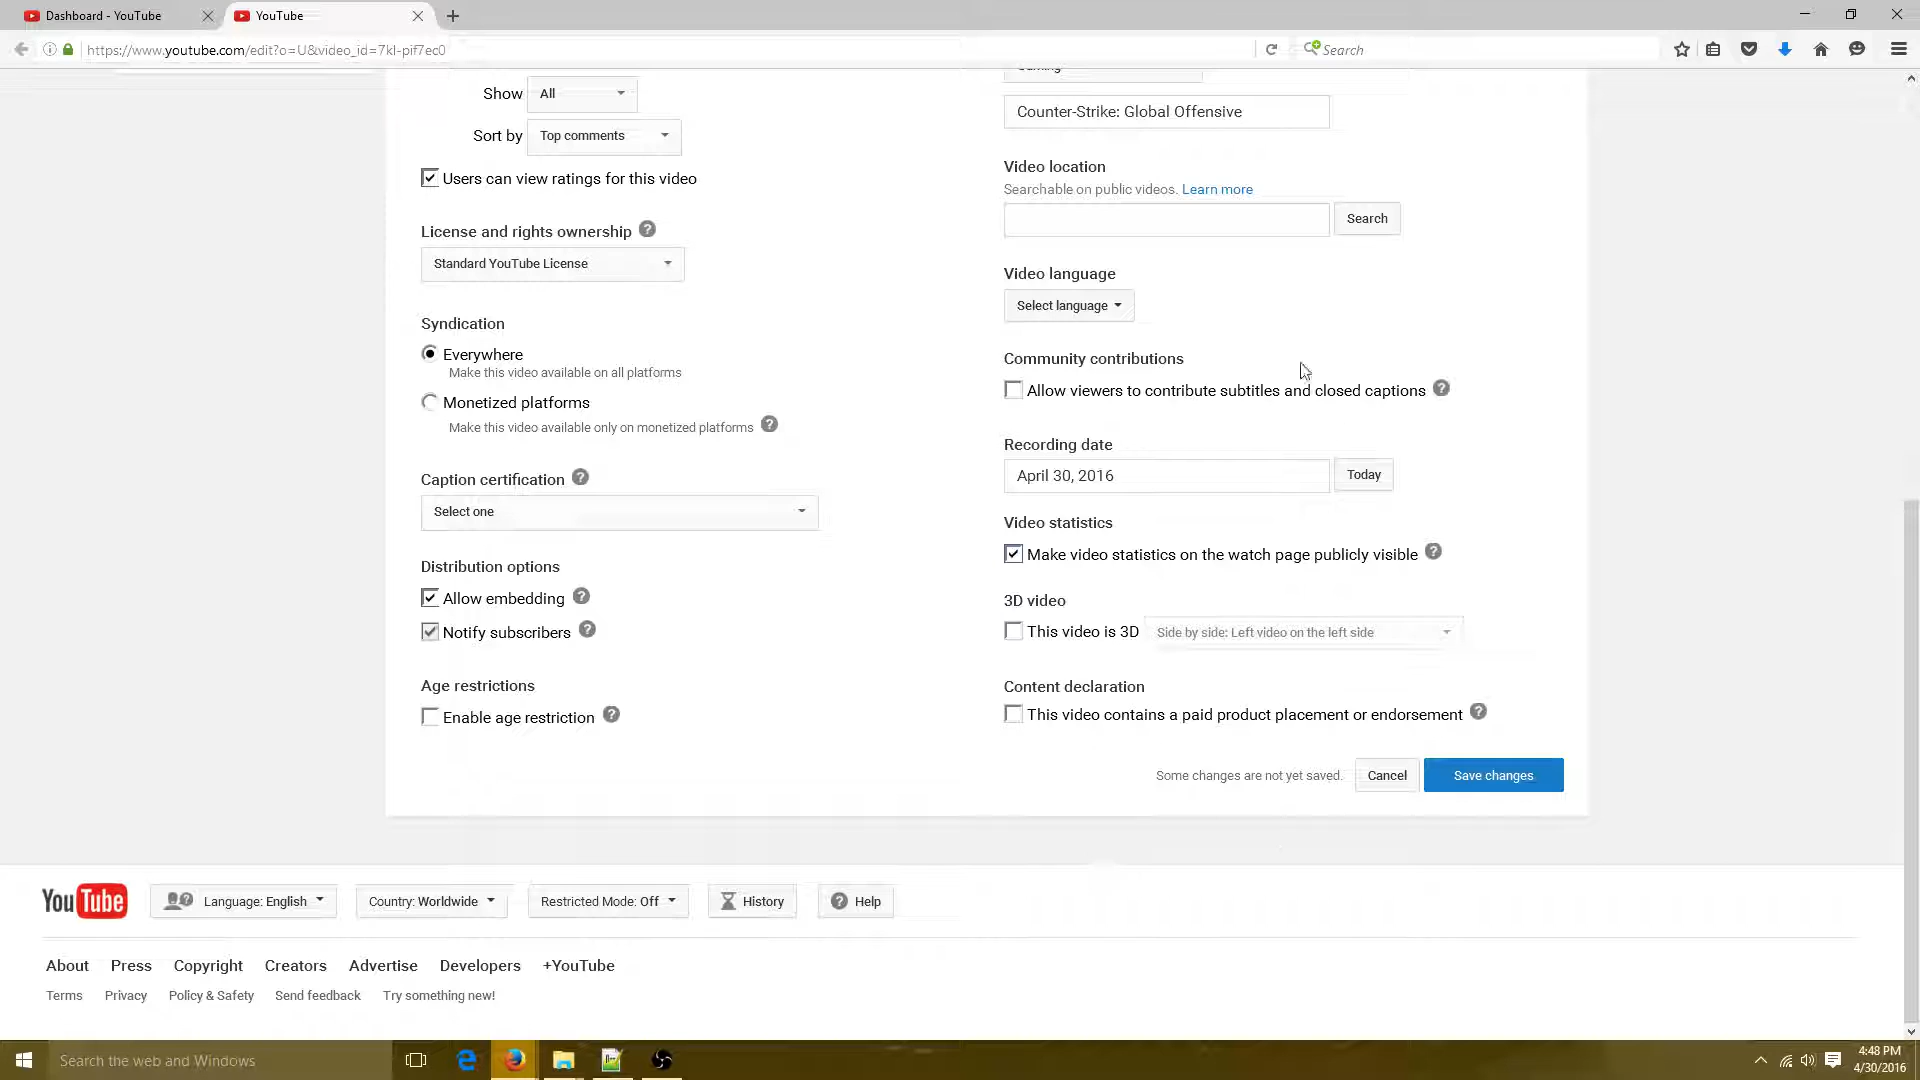 Dashboard - YouTube
YouTube
https://www.youtube.com/edit?o=U&video_id=7kI-pif7ec0
Search
Show All
Sort by Top comments
Users can view ratings for this video
License and rights ownership
Standard YouTube License
Syndication
Everywhere
Make this video available on all platforms
Monetized platforms
Make this video available only on monetized platforms
Caption certification
Select one
Distribution options
Allow embedding
Notify subscribers
Age restrictions
Enable age restriction
Counter-Strike: Global Offensive
Video location
Searchable on public videos. Learn more
Search
Video language
Select language
Community contributions
Allow viewers to contribute subtitles and closed captions
Recording date
April 30, 2016 Today
Video statistics
Make video statistics on the watch page publicly visible
3D video
This video is 3D Side by side: Left video on the left side
Content declaration
This video contains a paid product placement or endorsement
Some changes are not yet saved. Cancel Save changes
YouTube Language: English Country: Worldwide Restricted Mode: Off History Help
About Press Copyright Creators Advertise Developers +YouTube
Terms Privacy Policy & Safety Send feedback Try something new!
Search the web and Windows
4:48 PM
4/30/2016